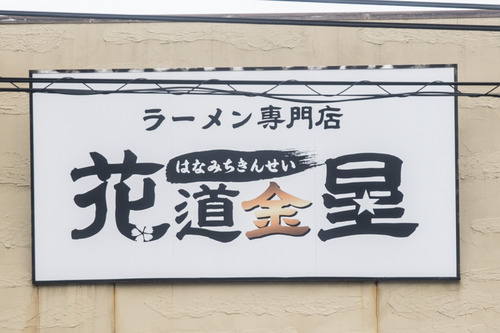 ラーメン専門店
はなみちきんせい
花道金星